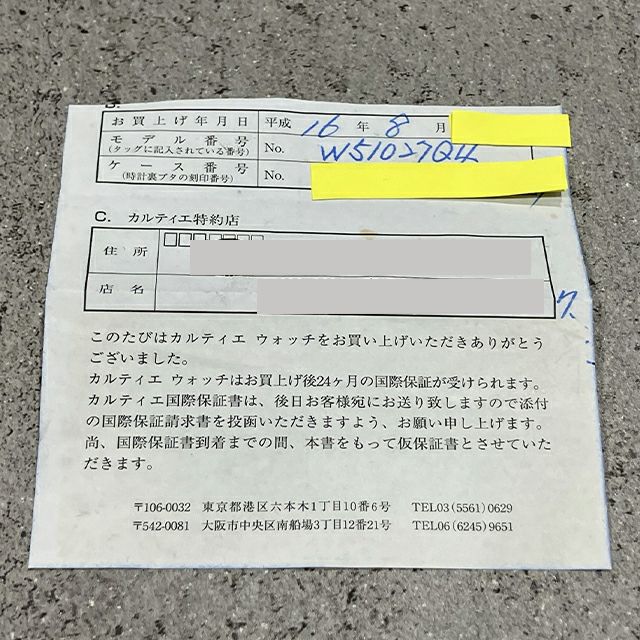 B.
お買上げ年月日 平成 16 年 8 月
モデル番号
(タッグに記入されている番号) No. W51027Q4
ケース番号
(時計裏ブタの刻印番号) No.
C. カルティエ特約店
住所
店名
このたびはカルティエ ウォッチをお買い上げいただきありがとう
ございました。
カルティエ ウォッチはお買上げ後24ヶ月の国際保証が受けられます。
カルティエ国際保証書は、後日お客様宛にお送り致しますので添付
の国際保証請求書を投函いただきますよう、お願い申し上げます。
尚、国際保証書到着までの間、本書をもって仮保証書とさせていた
だきます。
〒106-0032 東京都港区六本木1丁目10番6号 TEL03(5561)0629
〒542-0081 大阪市中央区南船場3丁目12番21号 TEL06(6245)9651